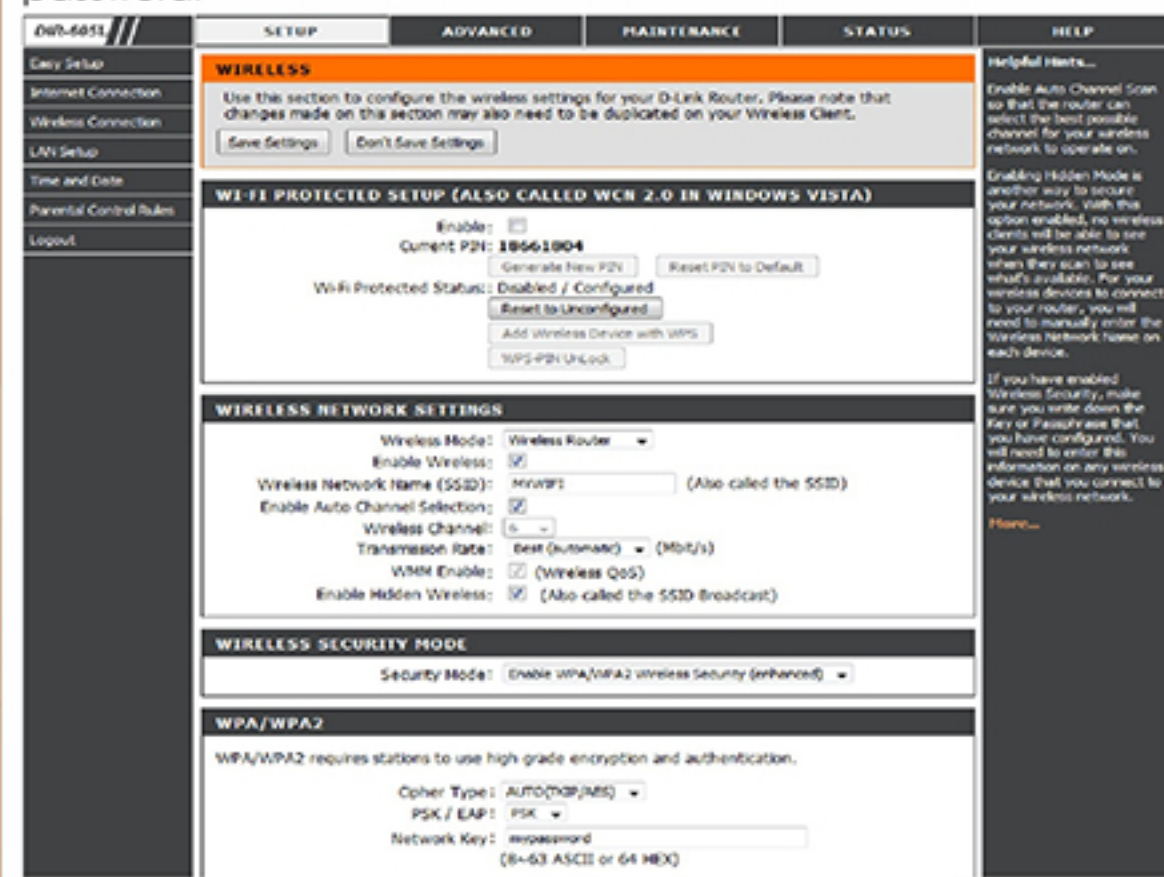 DIR-605L
SETUP
ADVANCED
MAINTENANCE
STATUS
HELP
Easy Setup
Internet Connection
Wireless Connection
LAN Setup
Time and Date
Parental Control Rules
Logout
WIRELESS
Use this section to configure the wireless settings for your D-Link Router. Please note that
changes made on this section may also need to be duplicated on your Wireless Client.
Save Settings
Don't Save Settings
WI-FI PROTECTED SETUP (ALSO CALLED WCN 2.0 IN WINDOWS VISTA)
Enable:
Current PIN: 18661804
Generate New PIN
Reset PIN to Default
Wi-Fi Protected Status: : Disabled / Configured
Reset to Unconfigured
Add Wireless Device with WPS
WPS-PIN UnLock
WIRELESS NETWORK SETTINGS
Wireless Mode: Wireless Router
Enable Wireless:
Wireless Network Name (SSID): MYWIFI (Also called the SSID)
Enable Auto Channel Selection:
Wireless Channel: 6
Transmission Rate: Best (automatic) (Mbit/s)
WMM Enable: (Wireless QoS)
Enable Hidden Wireless: (Also called the SSID Broadcast)
WIRELESS SECURITY MODE
Security Mode: Enable WPA/WPA2 Wireless Security (enhanced)
WPA/WPA2
WPA/WPA2 requires stations to use high grade encryption and authentication.
Cipher Type: AUTO(TKIP/AES)
PSK / EAP: PSK
Network Key: mypassword
(8~63 ASCII or 64 HEX)
Helpful Hints...
Enable Auto Channel Scan
so that the router can
select the best possible
channel for your wireless
network to operate on.
Enabling Hidden Mode is
another way to secure
your network. With this
option enabled, no wireless
clients will be able to see
your wireless network
when they scan to see
what's available. For your
wireless devices to connect
to your router, you will
need to manually enter the
Wireless Network Name on
each device.
If you have enabled
Wireless Security, make
sure you write down the
Key or Passphrase that
you have configured. You
will need to enter this
information on any wireless
device that you connect to
your wireless network.
More...